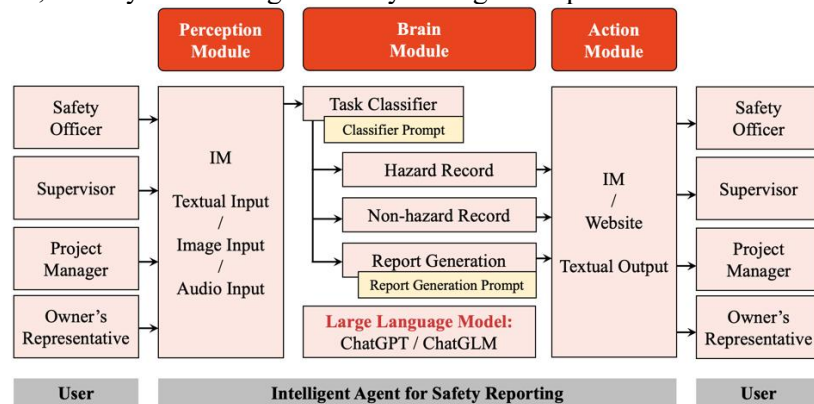 Perception
Module
Brain
Module
Action
Module
Safety
Officer
Supervisor
Project
Manager
Owner's
Representative
IM
Textual Input
/
Image Input
/
Audio Input
Task Classifier
Classifier Prompt
Hazard Record
Non-hazard Record
Report Generation
Report Generation Prompt
Large Language Model:
ChatGPT / ChatGLM
IM
/
Website
Textual Output
Safety
Officer
Supervisor
Project
Manager
Owner's
Representative
User
Intelligent Agent for Safety Reporting
User